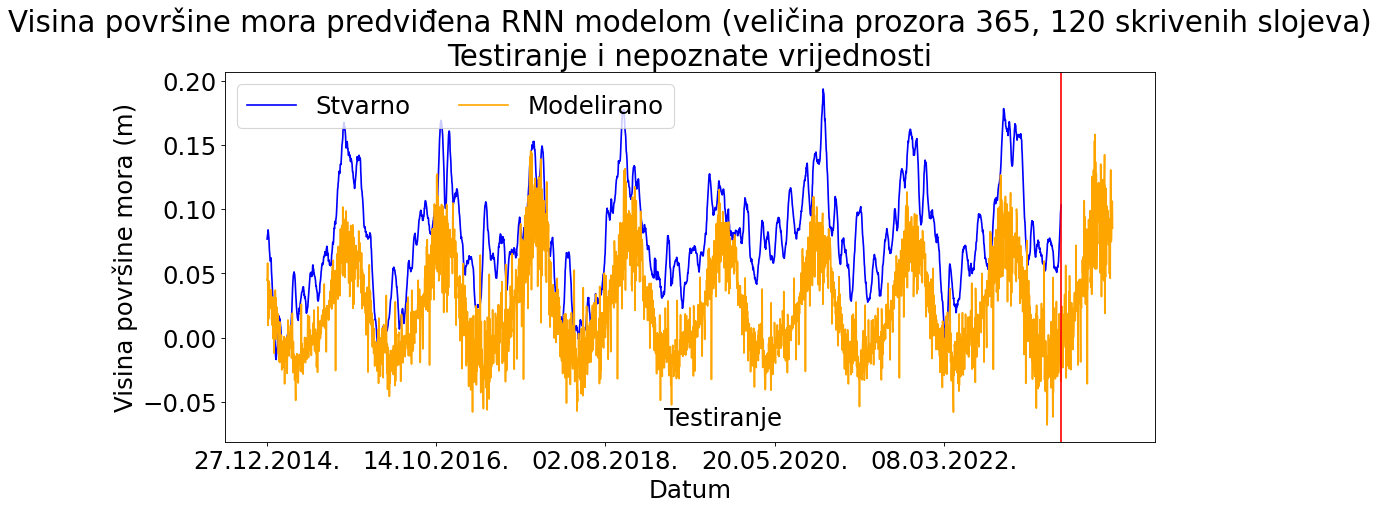 Visina površine mora predviđena RNN modelom (veličina prozora 365, 120 skrivenih slojeva)
Testiranje i nepoznate vrijednosti
Stvarno Modelirano
Visina površine mora (m)
0.20
0.15
0.10
0.05
0.00
−0.05
Testiranje
27.12.2014. 14.10.2016. 02.08.2018. 20.05.2020. 08.03.2022.
Datum